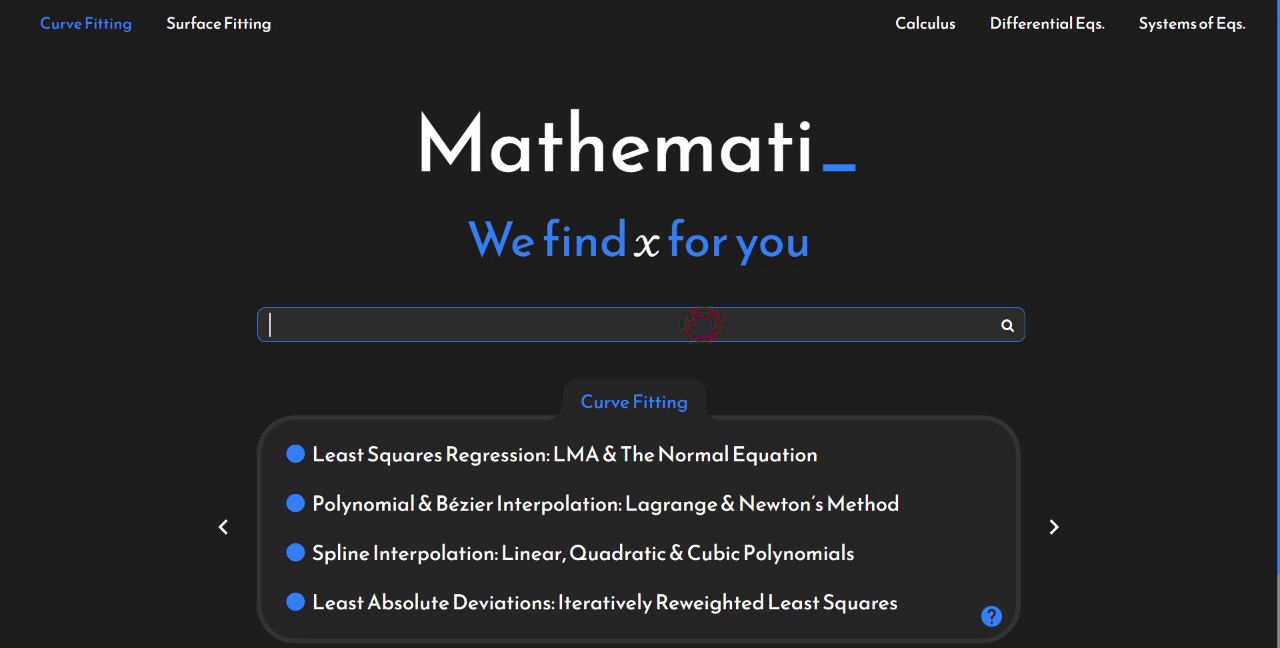 Curve Fitting Surface Fitting Calculus Differential Eqs. Systems of Eqs.
Mathemati_
We find x for you
Curve Fitting
Least Squares Regression: LMA & The Normal Equation
Polynomial & Bézier Interpolation: Lagrange & Newton's Method
Spline Interpolation: Linear, Quadratic & Cubic Polynomials
Least Absolute Deviations: Iteratively Reweighted Least Squares
?